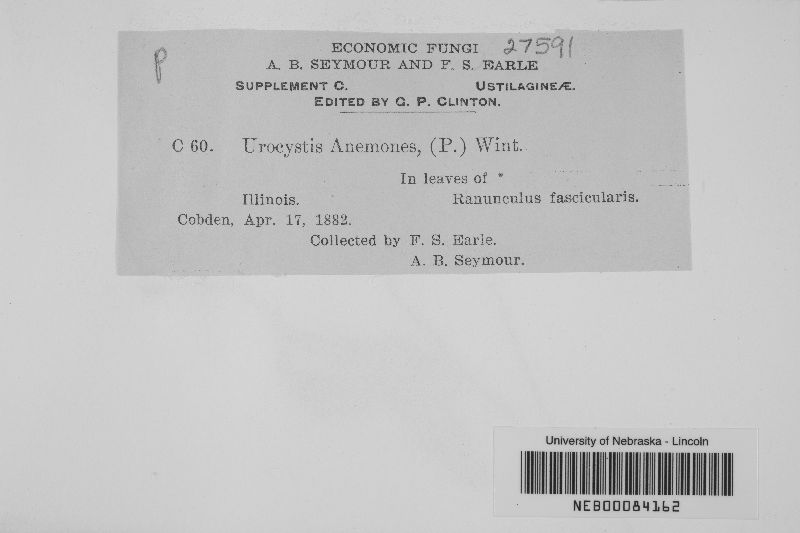 P
ECONOMIC FUNGI 27591
A. B. SEYMOUR AND F. S. EARLE
SUPPLEMENT C. USTILAGINEÆ.
EDITED BY G. P. CLINTON.
C 60. Urocystis Anemones, (P.) Wint.
In leaves of *
Illinois. Ranunculus fascicularis.
Cobden, Apr. 17, 1882.
Collected by F. S. Earle.
A. B. Seymour.
University of Nebraska - Lincoln
NEB00084162